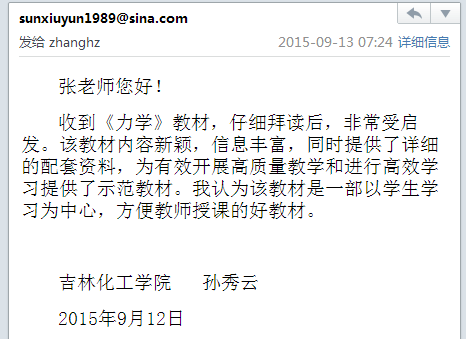 sunxiuyun1989@sina.com
发给 zhanghz 2015-09-13 07:24 详细信息
张老师您好！
收到《力学》教材，仔细拜读后，非常受启
发。该教材内容新颖，信息丰富，同时提供了详细
的配套资料，为有效开展高质量教学和进行高效学
习提供了示范教材。我认为该教材是一部以学生学
习为中心，方便教师授课的好教材。
吉林化工学院 孙秀云
2015年9月12日